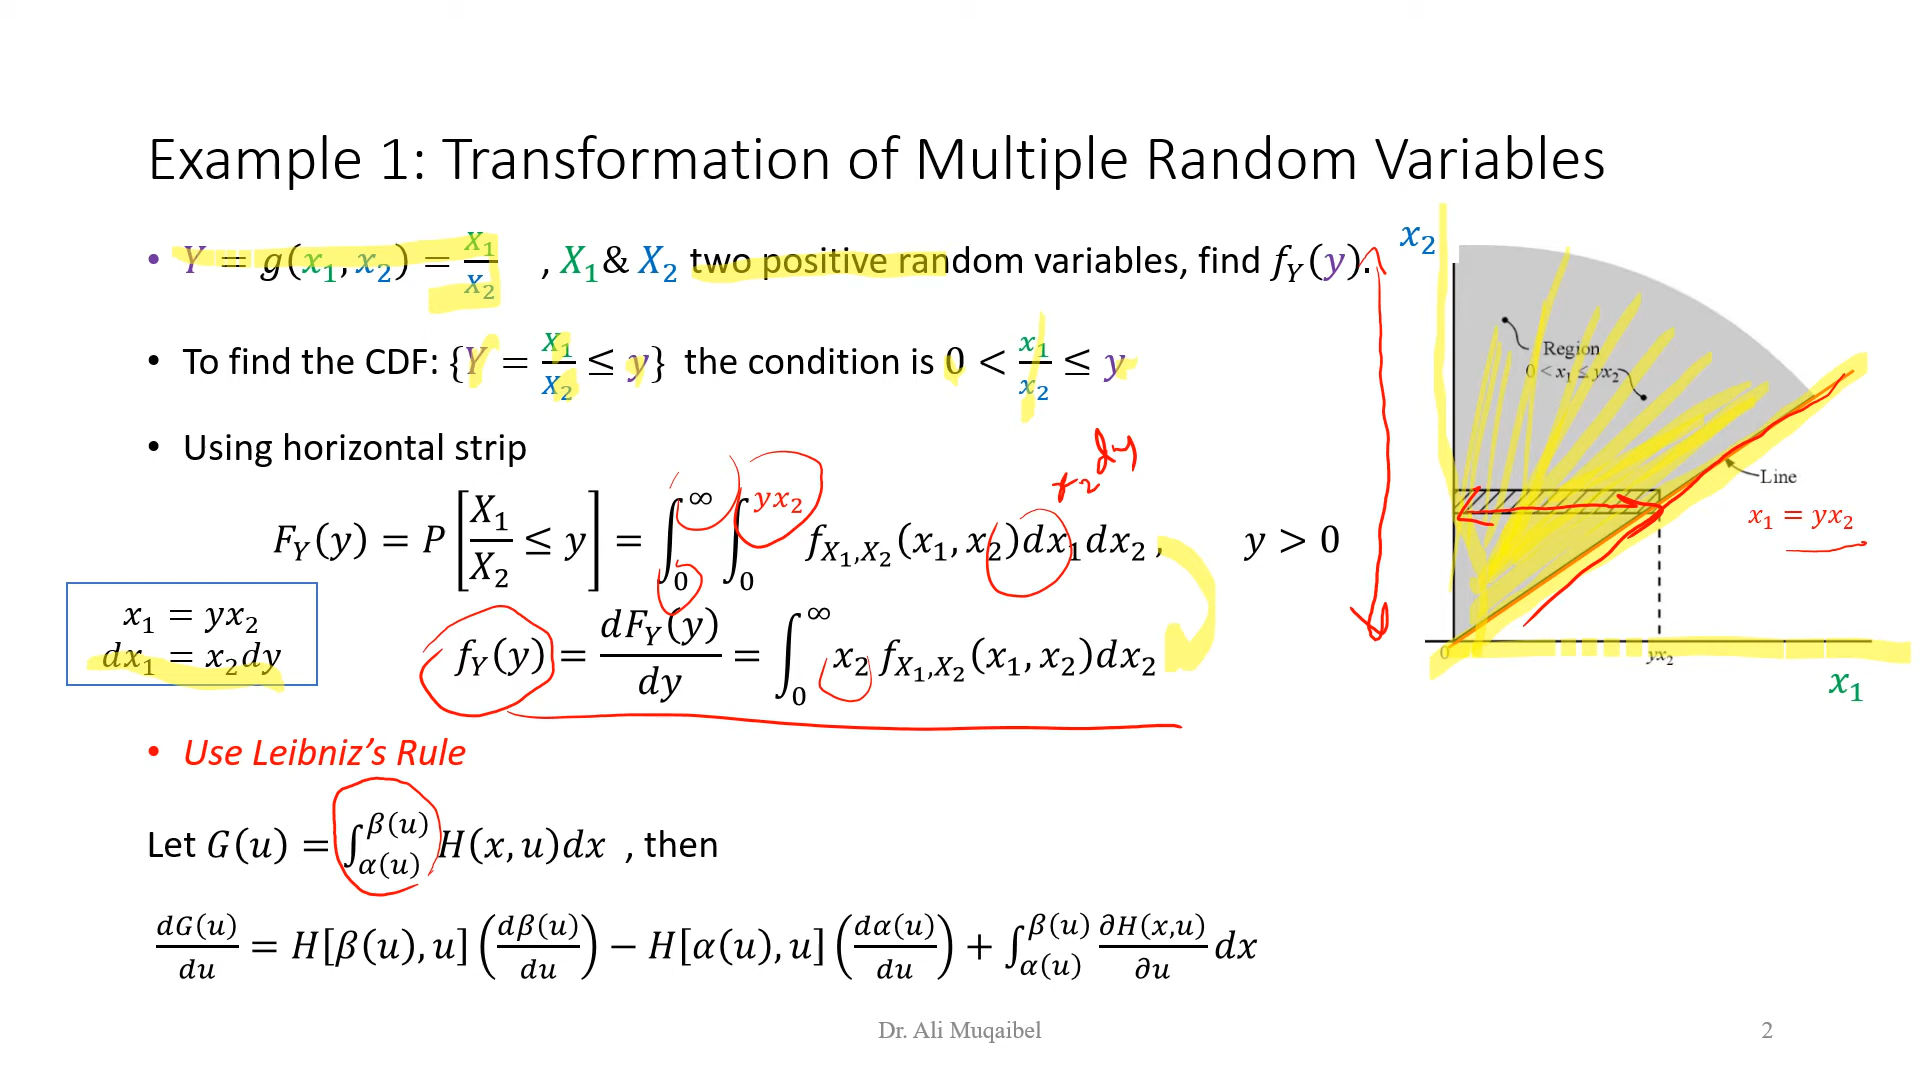 Example 1: Transformation of Multiple Random Variables
• Y = g(x₁, x₂) = X₁/X₂ , X₁& X₂ two positive random variables, find f_Y(y).
• To find the CDF: {Y = X₁/X₂ ≤ y} the condition is 0 < x₁/x₂ ≤ y
• Using horizontal strip
x₂ dy
F_Y(y) = P[X₁/X₂ ≤ y] = ∫₀^∞ ∫₀^{yx₂} f_{X₁,X₂}(x₁, x₂)dx₁dx₂ , y > 0
x₁ = yx₂
dx₁ = x₂dy
f_Y(y) = dF_Y(y)/dy = ∫₀^∞ x₂ f_{X₁,X₂}(x₁, x₂)dx₂
• Use Leibniz’s Rule
Let G(u) = ∫_{α(u)}^{β(u)} H(x, u)dx , then
dG(u)/du = H[β(u), u] (dβ(u)/du) − H[α(u), u] (dα(u)/du) + ∫_{α(u)}^{β(u)} ∂H(x,u)/∂u dx
x₂
Region
0 < x₁ ≤ yx₂
Line
x₁ = yx₂
0
yx₂
x₁
Dr. Ali Muqaibel
2